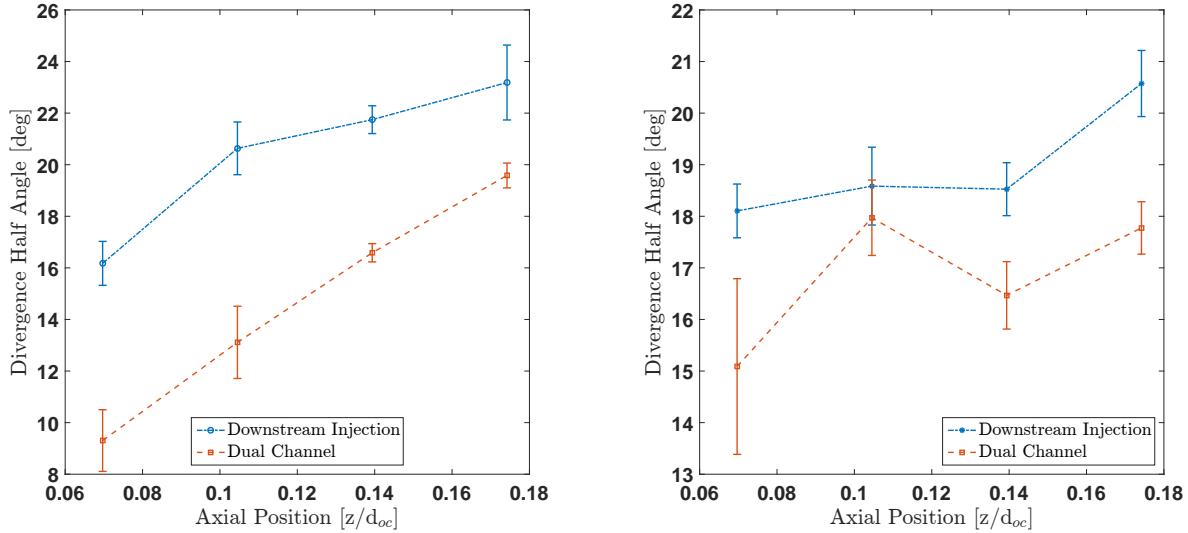 26
24
22
20
18
16
14
12
10
8
Divergence Half Angle [deg]
Downstream Injection
Dual Channel
0.06 0.08 0.1 0.12 0.14 0.16 0.18
Axial Position [z/d_oc]
22
21
20
19
18
17
16
15
14
13
Divergence Half Angle [deg]
Downstream Injection
Dual Channel
0.06 0.08 0.1 0.12 0.14 0.16 0.18
Axial Position [z/d_oc]